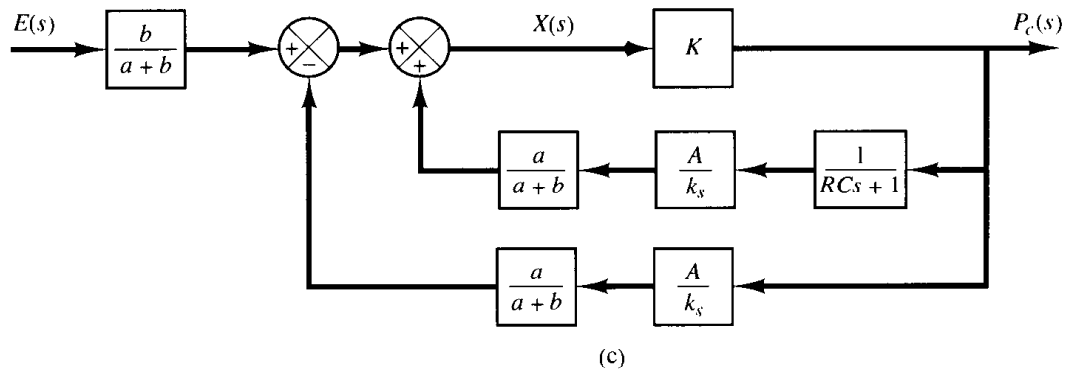 E(s)
b
a + b
+
−
+
+
X(s)
K
P_c(s)
a
a + b
A
k_s
1
RCs + 1
a
a + b
A
k_s
(c)